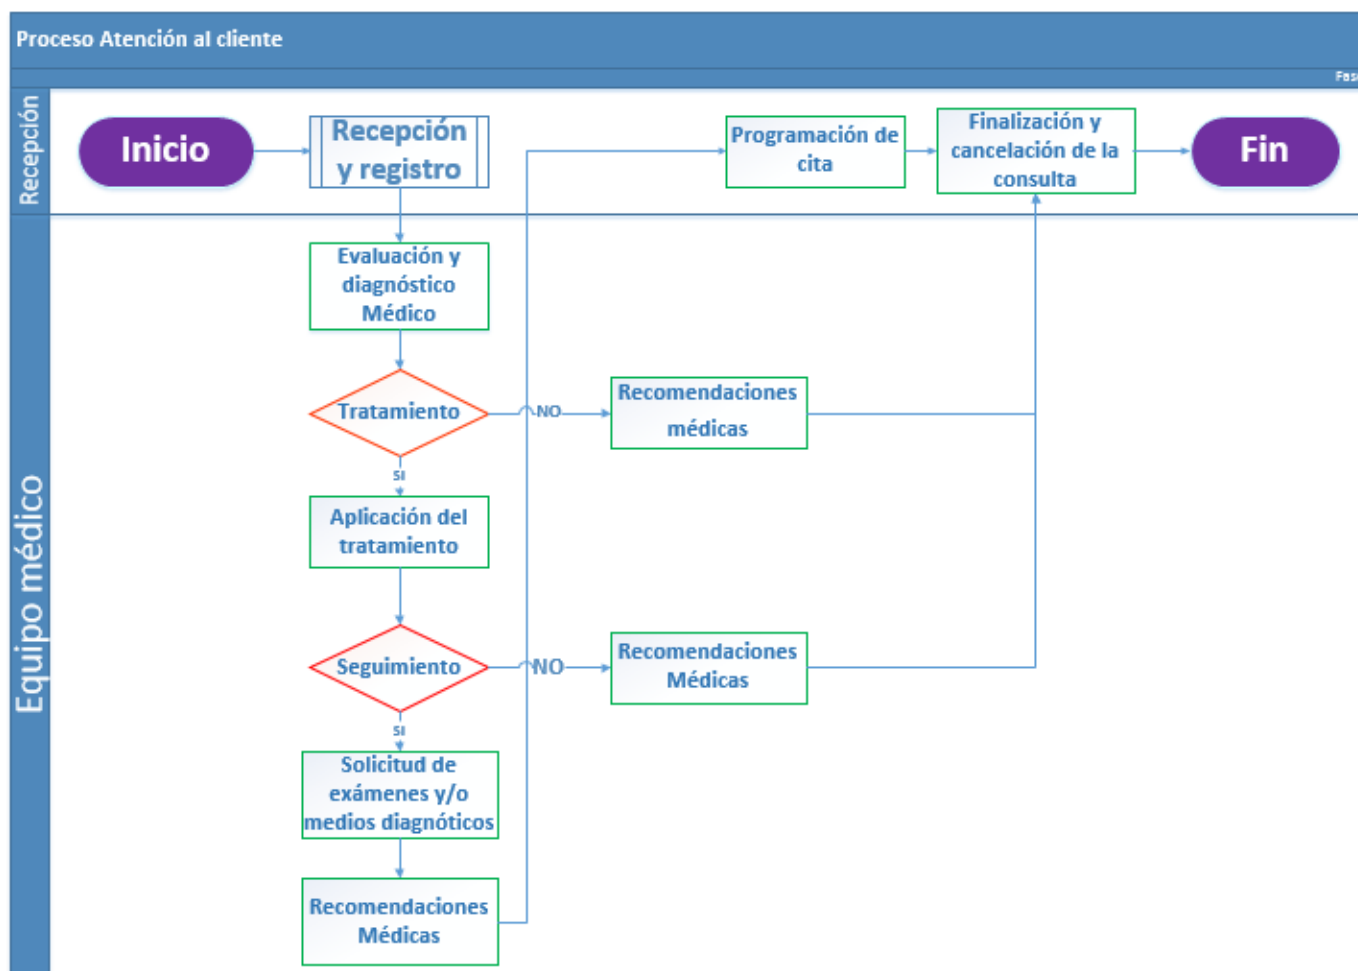 Proceso Atención al cliente
Fase
Recepción
Inicio
Recepción
y registro
Programación de
cita
Finalización y
cancelación de la
consulta
Fin
Equipo médico
Evaluación y
diagnóstico
Médico
Tratamiento
NO
Recomendaciones
médicas
SI
Aplicación del
tratamiento
Seguimiento
NO
Recomendaciones
Médicas
SI
Solicitud de
exámenes y/o
medios diagnóticos
Recomendaciones
Médicas